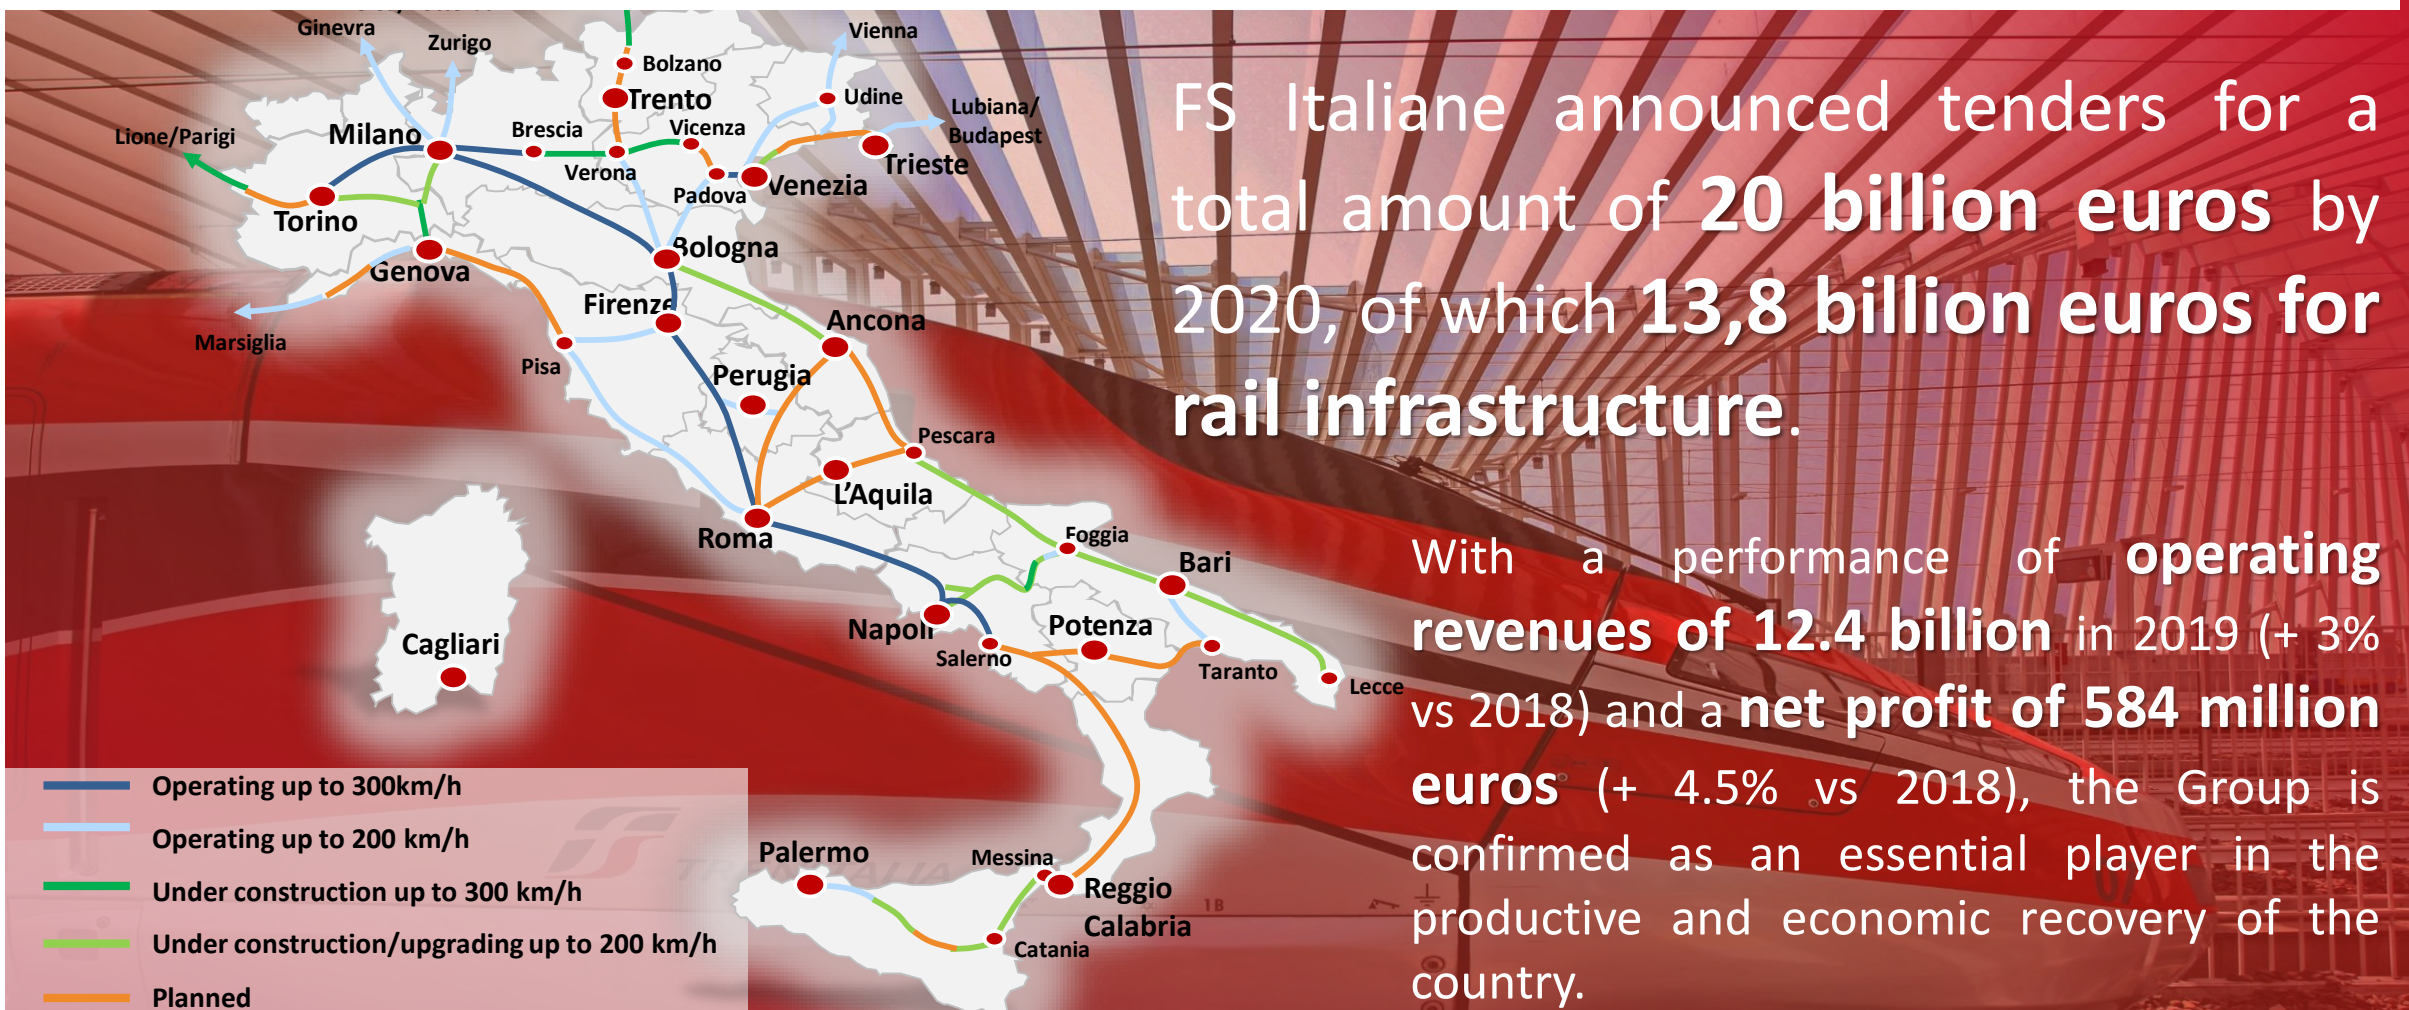 Ginevra
Zurigo
Vienna
Bolzano
Trento
Udine
Lubiana/
Budapest
Lione/Parigi
Milano
Brescia
Vicenza
Verona
Trieste
Venezia
Padova
Torino
Bologna
Genova
Firenze
Ancona
Marsiglia
Pisa
Perugia
Pescara
L'Aquila
Roma
Foggia
Bari
Napoli
Potenza
Salerno
Taranto
Lecce
Cagliari
Palermo
Messina
Reggio
Calabria
Catania
Operating up to 300km/h
Operating up to 200 km/h
Under construction up to 300 km/h
Under construction/upgrading up to 200 km/h
Planned
TRENITALIA
1B
FS Italiane announced tenders for a
total amount of 20 billion euros by
2020, of which 13,8 billion euros for
rail infrastructure.
With a performance of operating
revenues of 12.4 billion in 2019 (+ 3%
vs 2018) and a net profit of 584 million
euros (+ 4.5% vs 2018), the Group is
confirmed as an essential player in the
productive and economic recovery of the
country.